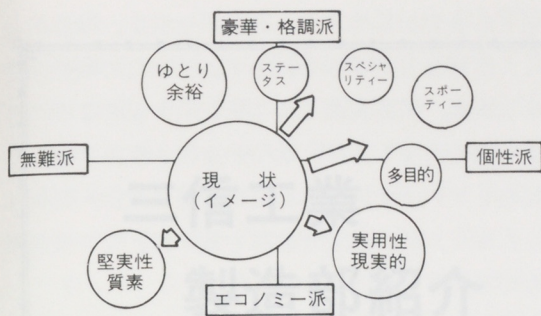 豪華・格調派
ゆとり
余裕
ステー
タス
スペシャ
リティー
スポー
ティー
無難派
現 状
(イメージ)
多目的
個性派
堅実性
質素
実用性
現実的
エコノミー派